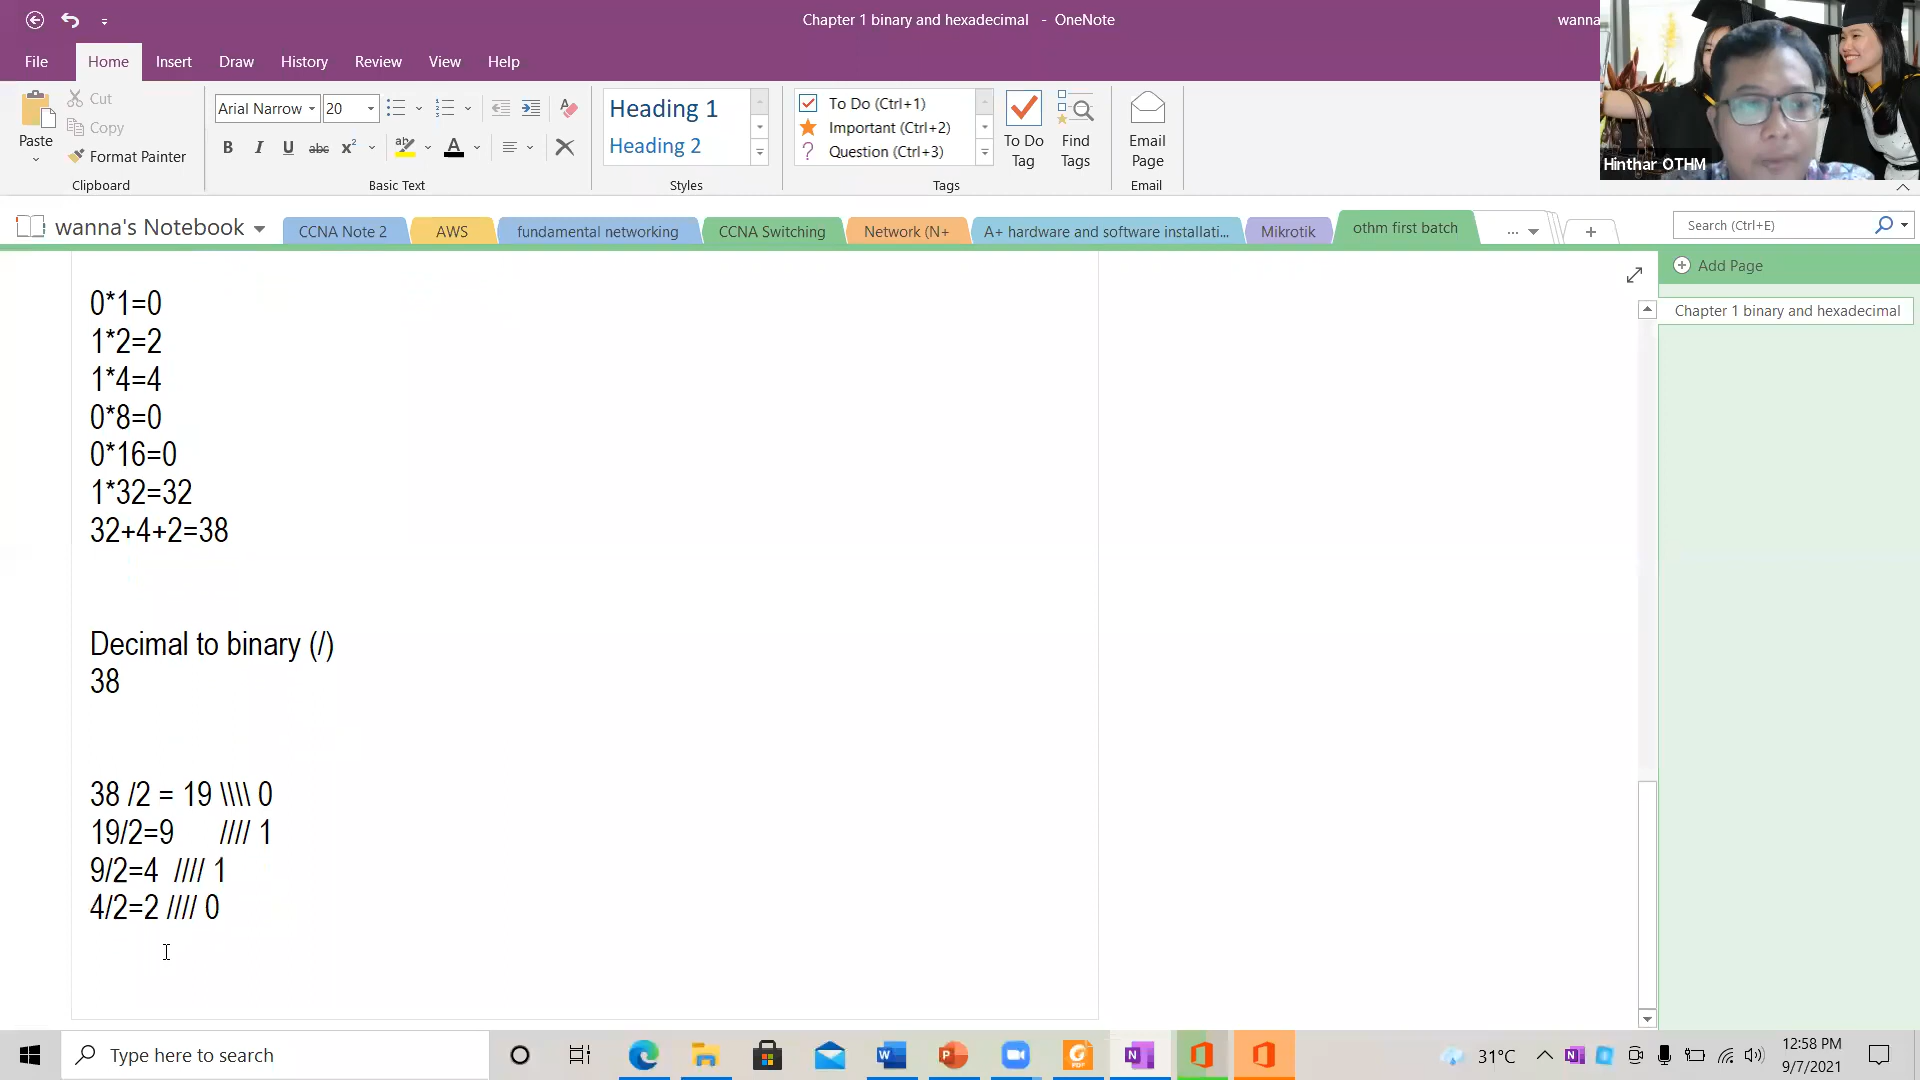 Chapter 1 binary and hexadecimal - OneNote
wanna
File Home Insert Draw History Review View Help
Paste
Cut
Copy
Format Painter
Clipboard
Arial Narrow 20
B I U abc x²
Basic Text
Heading 1
Heading 2
Styles
To Do (Ctrl+1)
Important (Ctrl+2)
Question (Ctrl+3)
To Do Tag
Find Tags
Tags
Email Page
Email
Hinthar OTHM
wanna's Notebook
CCNA Note 2
AWS
fundamental networking
CCNA Switching
Network (N+
A+ hardware and software installati...
Mikrotik
othm first batch
...
Search (Ctrl+E)
Add Page
Chapter 1 binary and hexadecimal
0*1=0
1*2=2
1*4=4
0*8=0
0*16=0
1*32=32
32+4+2=38
Decimal to binary (/)
38
38 /2 = 19 \\\\ 0
19/2=9 //// 1
9/2=4 //// 1
4/2=2 //// 0
Type here to search
31°C
12:58 PM
9/7/2021